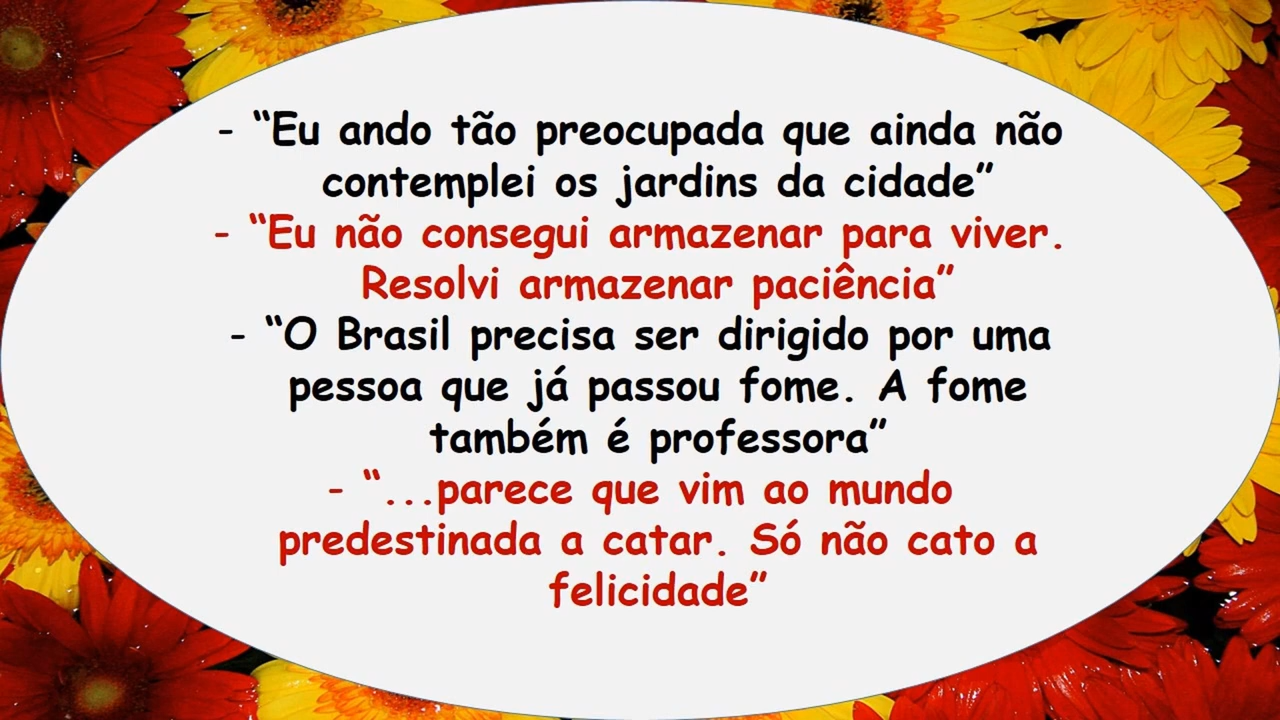 - “Eu ando tão preocupada que ainda não
contemplei os jardins da cidade”
- “Eu não consegui armazenar para viver.
Resolvi armazenar paciência”
- “O Brasil precisa ser dirigido por uma
pessoa que já passou fome. A fome
também é professora”
- “...parece que vim ao mundo
predestinada a catar. Só não cato a
felicidade”